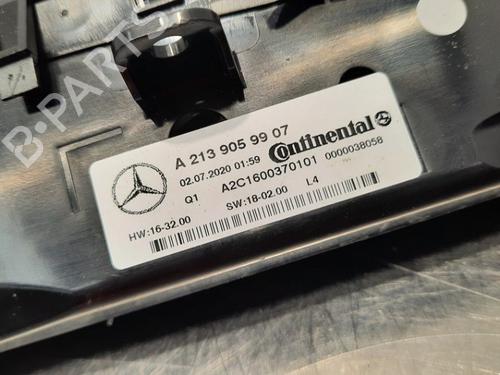 B-PARTS
A 213 905 99 07
02.07.2020 01:59
Continental
Q1
A2C1600370101
0000038058
HW:16-32.00
SW:18-02.00
L4